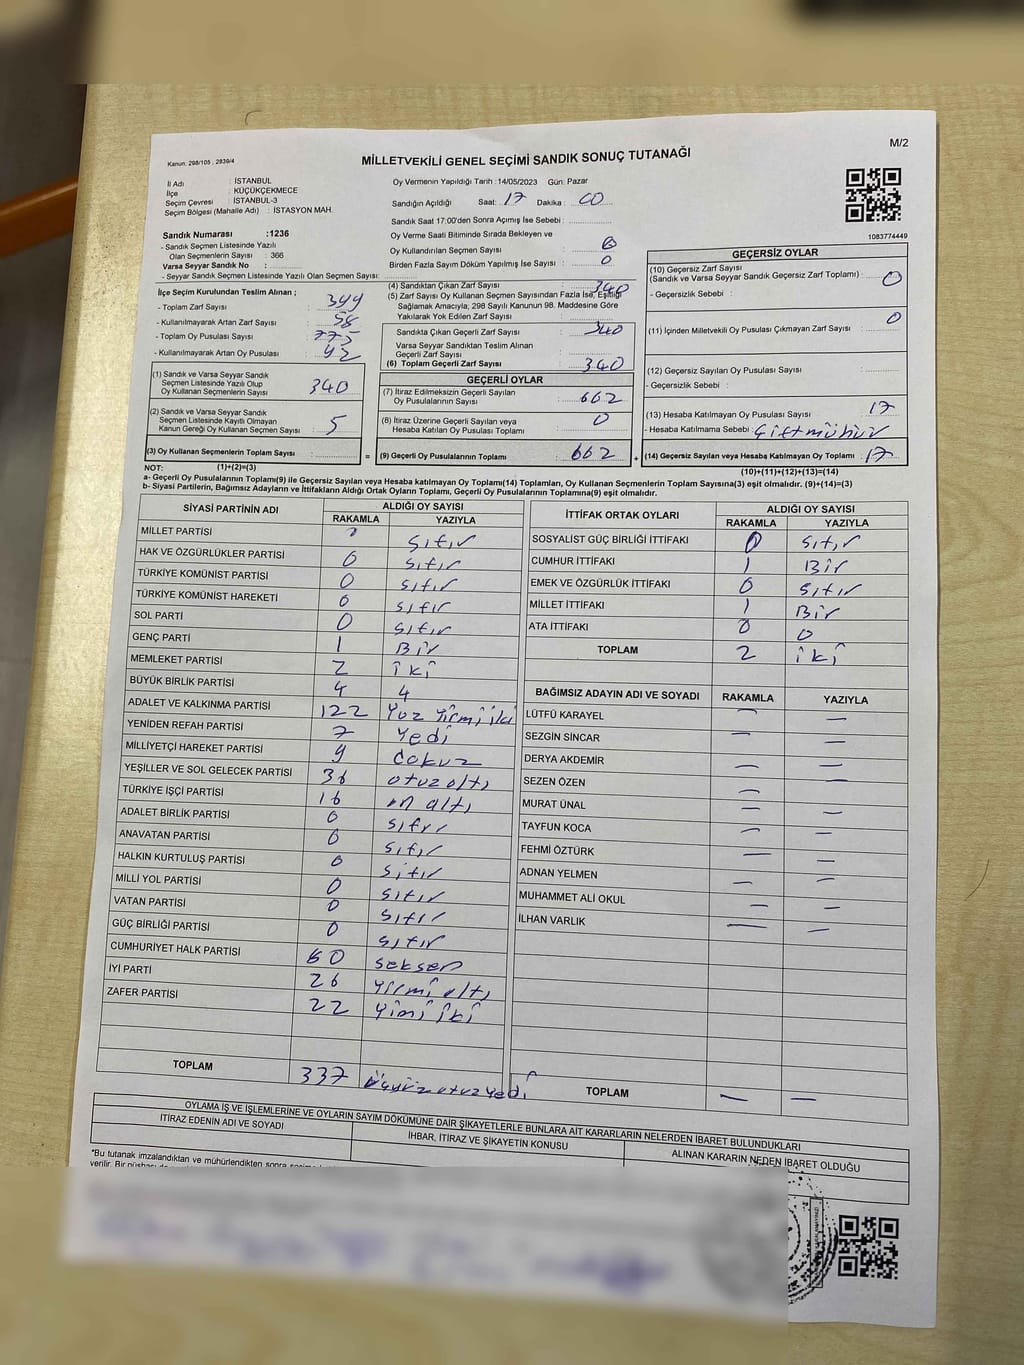 M/2
Kanun: 298/105 , 2839/4
MİLLETVEKİLİ GENEL SEÇİMİ SANDIK SONUÇ TUTANAĞI
İl Adı : İSTANBUL
İlçe : KÜÇÜKÇEKMECE
Seçim Çevresi : İSTANBUL-3
Seçim Bölgesi (Mahalle Adı) : İSTASYON MAH.
Sandık Numarası :1236
- Sandık Seçmen Listesinde Yazılı
Olan Seçmenlerin Sayısı : 366
Varsa Seyyar Sandık No :
- Seyyar Sandık Seçmen Listesinde Yazılı Olan Seçmen Sayısı:
İlçe Seçim Kurulundan Teslim Alınan ;
- Toplam Zarf Sayısı : 399
- Kullanılmayarak Artan Zarf Sayısı : 58
- Toplam Oy Pusulası Sayısı : 775
- Kullanılmayarak Artan Oy Pusulası : 92
(1) Sandık ve Varsa Seyyar Sandık
Seçmen Listesinde Yazılı Olup
Oy Kullanan Seçmenlerin Sayısı : 340
(2) Sandık ve Varsa Seyyar Sandık
Seçmen Listesinde Kayıtlı Olmayan
Kanun Gereği Oy Kullanan Seçmen Sayısı : 5
(3) Oy Kullanan Seçmenlerin Toplam Sayısı :
Oy Vermenin Yapıldığı Tarih :14/05/2023 Gün: Pazar
Sandığın Açıldığı Saat: 17 Dakika : 00
Sandık Saat 17:00'den Sonra Açımış İse Sebebi :
Oy Verme Saati Bitiminde Sırada Bekleyen ve
Oy Kullandırılan Seçmen Sayısı :
Birden Fazla Sayım Döküm Yapılmış İse Sayısı : 0
(4) Sandıktan Çıkan Zarf Sayısı : 340
(5) Zarf Sayısı Oy Kullanan Seçmen Sayısından Fazla İse, Eşitliği
Sağlamak Amacıyla, 298 Sayılı Kanunun 98. Maddesine Göre
Yakılarak Yok Edilen Zarf Sayısı :
Sandıkta Çıkan Geçerli Zarf Sayısı : 340
Varsa Seyyar Sandıktan Teslim Alınan
Geçerli Zarf Sayısı :
(6) Toplam Geçerli Zarf Sayısı : 340
GEÇERLİ OYLAR
(7) İtiraz Edilmeksizin Geçerli Sayılan
Oy Pusulalarının Sayısı : 662
(8) İtiraz Üzerine Geçerli Sayılan veya
Hesaba Katılan Oy Pusulası Toplamı : 0
= (9) Geçerli Oy Pusulalarının Toplamı : 662
1083774449
GEÇERSİZ OYLAR
(10) Geçersiz Zarf Sayısı
(Sandık ve Varsa Seyyar Sandık Geçersiz Zarf Toplamı) : 0
- Geçersizlik Sebebi :
(11) İçinden Milletvekili Oy Pusulası Çıkmayan Zarf Sayısı : 0
(12) Geçersiz Sayılan Oy Pusulası Sayısı :
- Geçersizlik Sebebi :
(13) Hesaba Katılmayan Oy Pusulası Sayısı : 17
- Hesaba Katılmama Sebebi : Çift mühür
+ (14) Geçersiz Sayılan veya Hesaba Katılmayan Oy Toplamı : 17
NOT: (1)+(2)=(3)
(10)+(11)+(12)+(13)=(14)
a- Geçerli Oy Pusulalarının Toplamı(9) ile Geçersiz Sayılan veya Hesaba katılmayan Oy Toplamı(14) Toplamları, Oy Kullanan Seçmenlerin Toplam Sayısına(3) eşit olmalıdır. (9)+(14)=(3)
b- Siyasi Partilerin, Bağımsız Adayların ve İttifakların Aldığı Ortak Oyların Toplamı, Geçerli Oy Pusulalarının Toplamına(9) eşit olmalıdır.
SİYASİ PARTİNİN ADI ALDIĞI OY SAYISI
RAKAMLA YAZIYLA
MİLLET PARTİSİ 0 Sıfır
HAK VE ÖZGÜRLÜKLER PARTİSİ 0 Sıfır
TÜRKİYE KOMÜNİST PARTİSİ 0 Sıfır
TÜRKİYE KOMÜNİST HAREKETİ 0 Sıfır
SOL PARTİ 0 Sıfır
GENÇ PARTİ 1 Bir
MEMLEKET PARTİSİ 2 iki
BÜYÜK BİRLİK PARTİSİ 4 4
ADALET VE KALKINMA PARTİSİ 122 Yüz Yirmi iki
YENİDEN REFAH PARTİSİ 7 Yedi
MİLLİYETÇİ HAREKET PARTİSİ 9 dokuz
YEŞİLLER VE SOL GELECEK PARTİSİ 36 otuz altı
TÜRKİYE İŞÇİ PARTİSİ 16 on altı
ADALET BİRLİK PARTİSİ 0 sıfır
ANAVATAN PARTİSİ 0 Sıfır
HALKIN KURTULUŞ PARTİSİ 0 Sıfır
MİLLİ YOL PARTİSİ 0 Sıfır
VATAN PARTİSİ 0 Sıfır
GÜÇ BİRLİĞİ PARTİSİ 0 Sıfır
CUMHURİYET HALK PARTİSİ 80 seksen
İYİ PARTİ 26 Yirmi altı
ZAFER PARTİSİ 22 Yimi iki
TOPLAM 337 üçyüz otuz yedi
İTTİFAK ORTAK OYLARI ALDIĞI OY SAYISI
RAKAMLA YAZIYLA
SOSYALİST GÜÇ BİRLİĞİ İTTİFAKI 0 Sıfır
CUMHUR İTTİFAKI 1 Bir
EMEK VE ÖZGÜRLÜK İTTİFAKI 0 Sıfır
MİLLET İTTİFAKI 1 Bir
ATA İTTİFAKI 0 0
TOPLAM 2 iki
BAĞIMSIZ ADAYIN ADI VE SOYADI RAKAMLA YAZIYLA
LÜTFÜ KARAYEL — —
SEZGİN SİNCAR — —
DERYA AKDEMİR — —
SEZEN ÖZEN — —
MURAT ÜNAL — —
TAYFUN KOCA — —
FEHMİ ÖZTÜRK — —
ADNAN YELMEN — —
MUHAMMET ALİ OKUL — —
İLHAN VARLIK — —
TOPLAM — —
OYLAMA İŞ VE İŞLEMLERİNE VE OYLARIN SAYIM DÖKÜMÜNE DAİR ŞİKAYETLERLE BUNLARA AİT KARARLARIN NELERDEN İBARET BULUNDUKLARI
İTİRAZ EDENİN ADI VE SOYADI İHBAR, İTİRAZ VE ŞİKAYETİN KONUSU ALINAN KARARIN NEDEN İBARET OLDUĞU
"Bu tutanak imzalandıktan ve mühürlendikten sonra